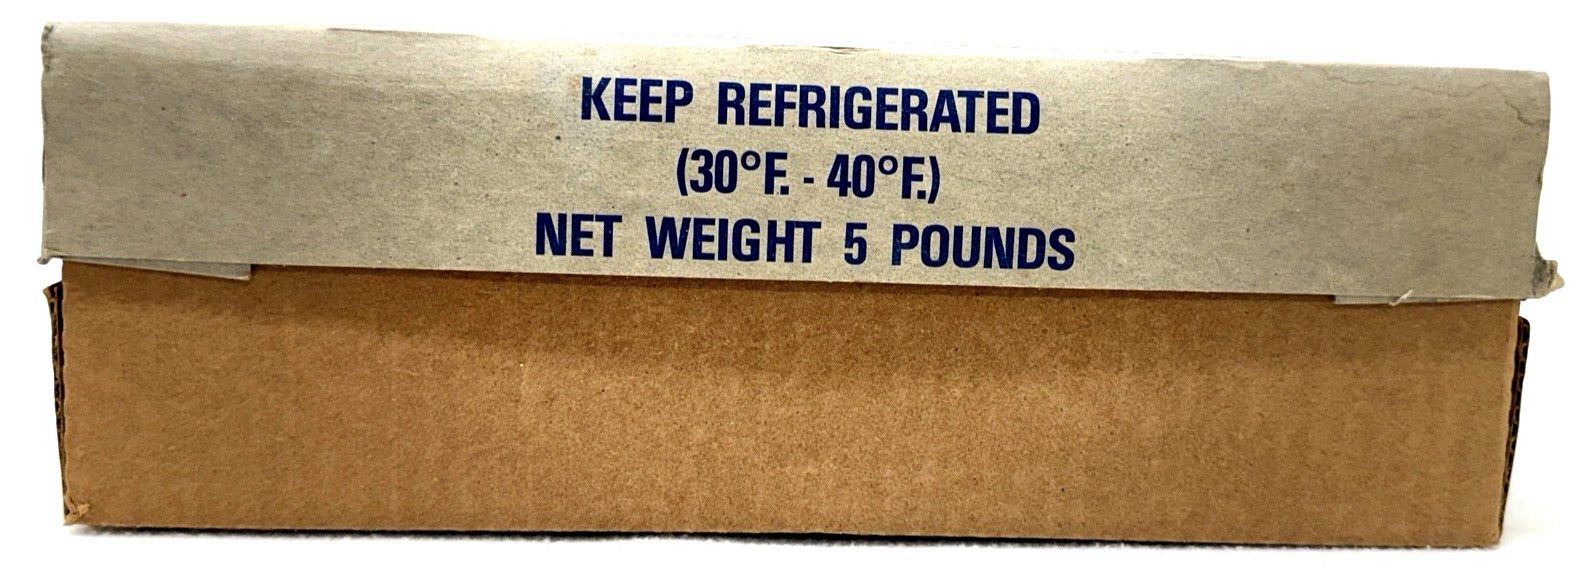 KEEP REFRIGERATED
(30°F. - 40°F.)
NET WEIGHT 5 POUNDS